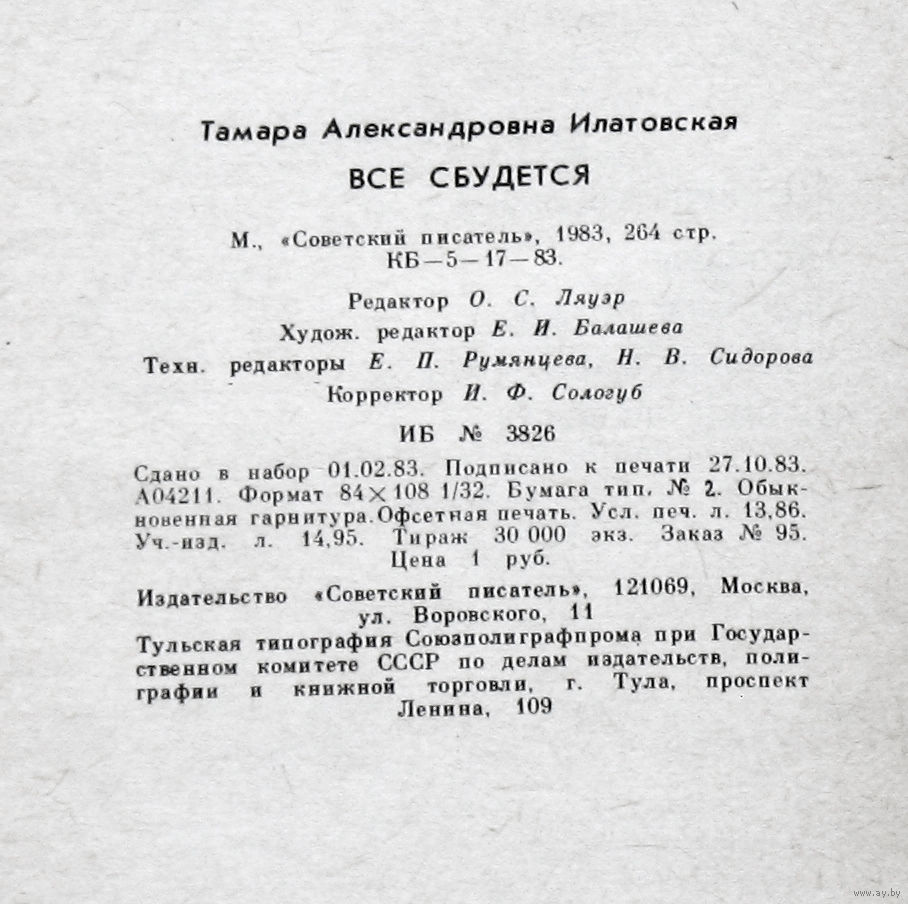 Тамара Александровна Илатовская
ВСЕ СБУДЕТСЯ
М., «Советский писатель», 1983, 264 стр.
КБ—5—17—83.
Редактор О. С. Ляуэр
Худож. редактор Е. И. Балашева
Техн. редакторы Е. П. Румянцева, Н. В. Сидорова
Корректор И. Ф. Сологуб
ИБ № 3826
Сдано в набор 01.02.83. Подписано к печати 27.10.83.
А04211. Формат 84×108 1/32. Бумага тип. № 2. Обык-
новенная гарнитура. Офсетная печать. Усл. печ. л. 13,86.
Уч.-изд. л. 14,95. Тираж 30 000 экз. Заказ № 95.
Цена 1 руб.
Издательство «Советский писатель», 121069, Москва,
ул. Воровского, 11
Тульская типография Союзполиграфпрома при Государ-
ственном комитете СССР по делам издательств, поли-
графии и книжной торговли, г. Тула, проспект
Ленина, 109
www.ay.by